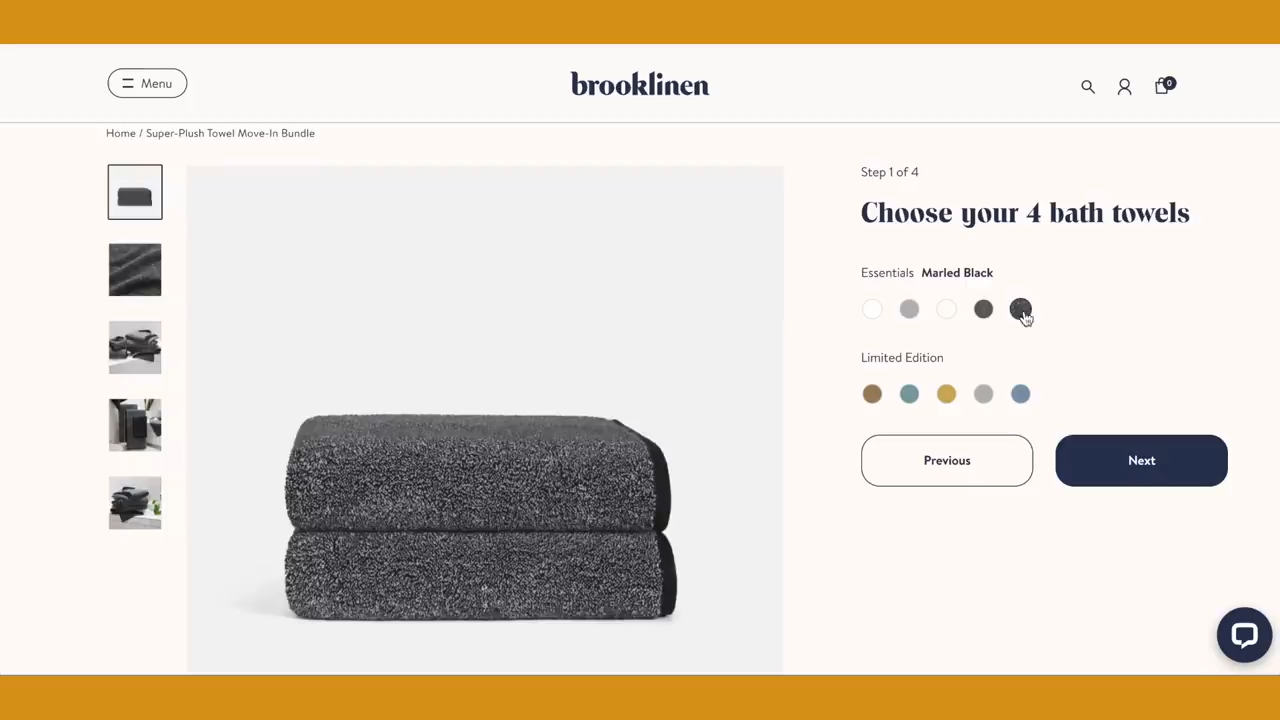 Menu
brooklinen
0
Home / Super-Plush Towel Move-In Bundle
Step 1 of 4
Choose your 4 bath towels
Essentials Marled Black
Limited Edition
Previous
Next